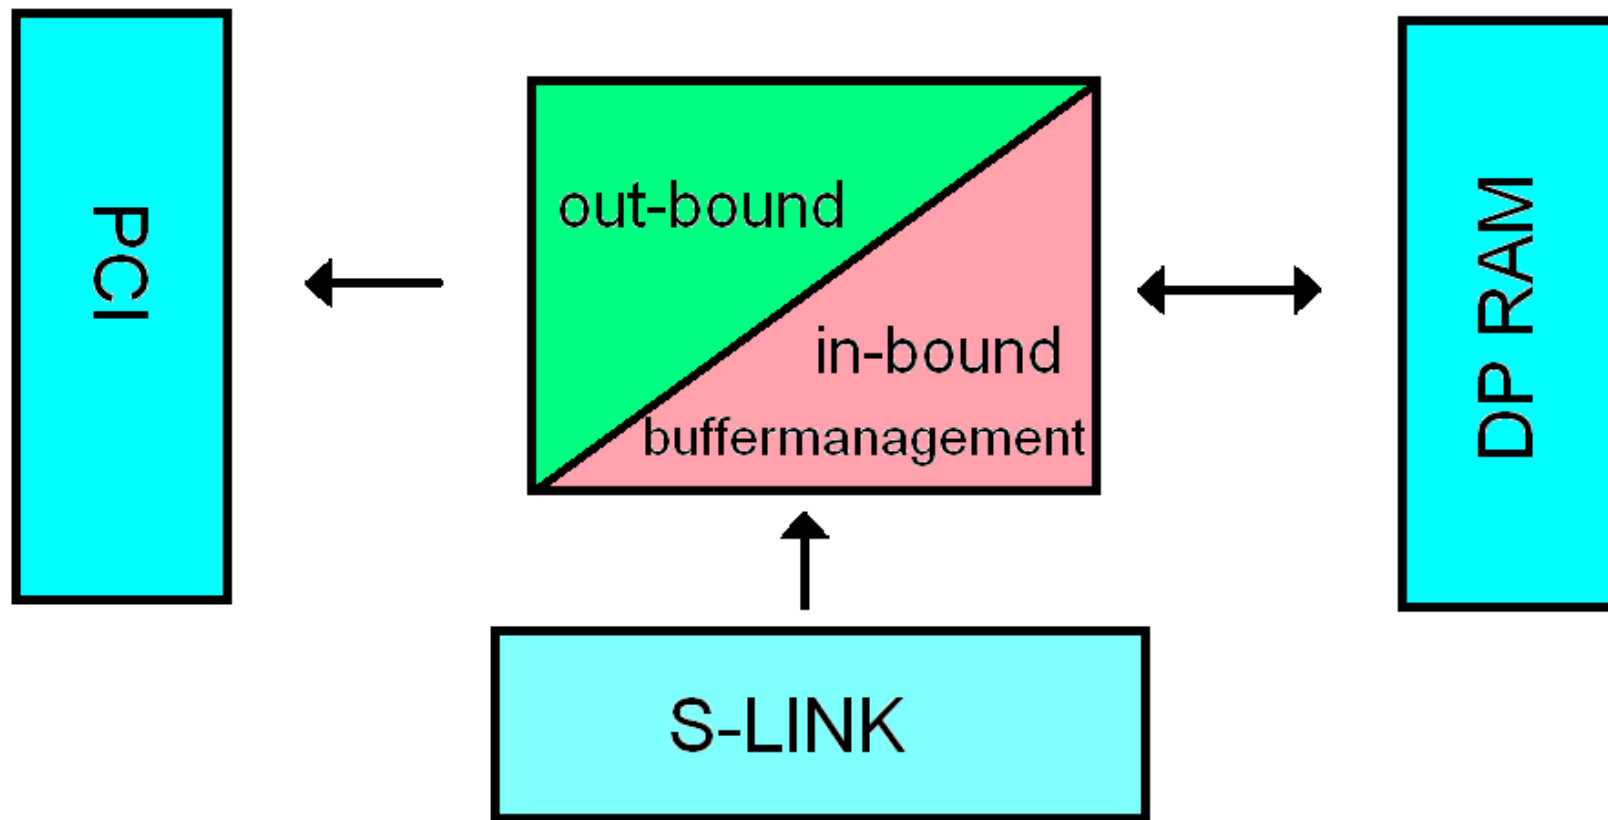 PCI
out-bound
in-bound
buffermanagement
DP RAM
S-LINK